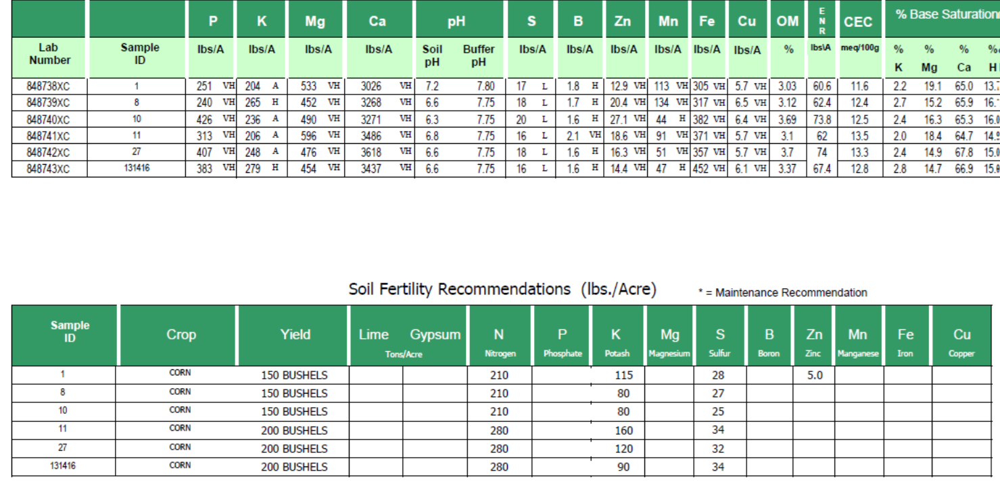 P K Mg Ca pH S B Zn Mn Fe Cu OM ENR CEC % Base Saturation
Lab Number Sample ID lbs/A lbs/A lbs/A lbs/A Soil pH Buffer pH lbs/A lbs/A lbs/A lbs/A lbs/A lbs/A % lbs\A meq/100g % K % Mg % Ca % H
848738XC 1 251 VH 204 A 533 VH 3026 VH 7.2 7.80 17 L 1.8 H 12.9 VH 113 VH 305 VH 5.7 VH 3.03 60.6 11.6 2.2 19.1 65.0 13.
848739XC 8 240 VH 265 H 452 VH 3268 VH 6.6 7.75 18 L 1.7 H 20.4 VH 134 VH 317 VH 6.5 VH 3.12 62.4 12.4 2.7 15.2 65.9 16.
848740XC 10 426 VH 236 A 490 VH 3271 VH 6.3 7.75 20 L 1.6 H 27.1 VH 44 H 382 VH 6.4 VH 3.69 73.8 12.5 2.4 16.3 65.3 16.0
848741XC 11 313 VH 206 A 596 VH 3486 VH 6.8 7.75 16 L 2.1 VH 18.6 VH 91 VH 371 VH 5.7 VH 3.1 62 13.5 2.0 18.4 64.7 14.9
848742XC 27 407 VH 248 A 476 VH 3618 VH 6.6 7.75 18 L 1.6 H 16.3 VH 51 VH 357 VH 5.7 VH 3.7 74 13.3 2.4 14.9 67.8 15.0
848743XC 131416 383 VH 279 H 454 VH 3437 VH 6.6 7.75 16 L 1.6 H 14.4 VH 47 H 452 VH 6.1 VH 3.37 67.4 12.8 2.8 14.7 66.9 15.
Soil Fertility Recommendations (lbs./Acre) * = Maintenance Recommendation
Sample ID Crop Yield Lime Gypsum Tons/Acre N Nitrogen P Phosphate K Potash Mg Magnesium S Sulfur B Boron Zn Zinc Mn Manganese Fe Iron Cu Copper
1 CORN 150 BUSHELS 210 115 28 5.0
8 CORN 150 BUSHELS 210 80 27
10 CORN 150 BUSHELS 210 80 25
11 CORN 200 BUSHELS 280 160 34
27 CORN 200 BUSHELS 280 120 32
131416 CORN 200 BUSHELS 280 90 34